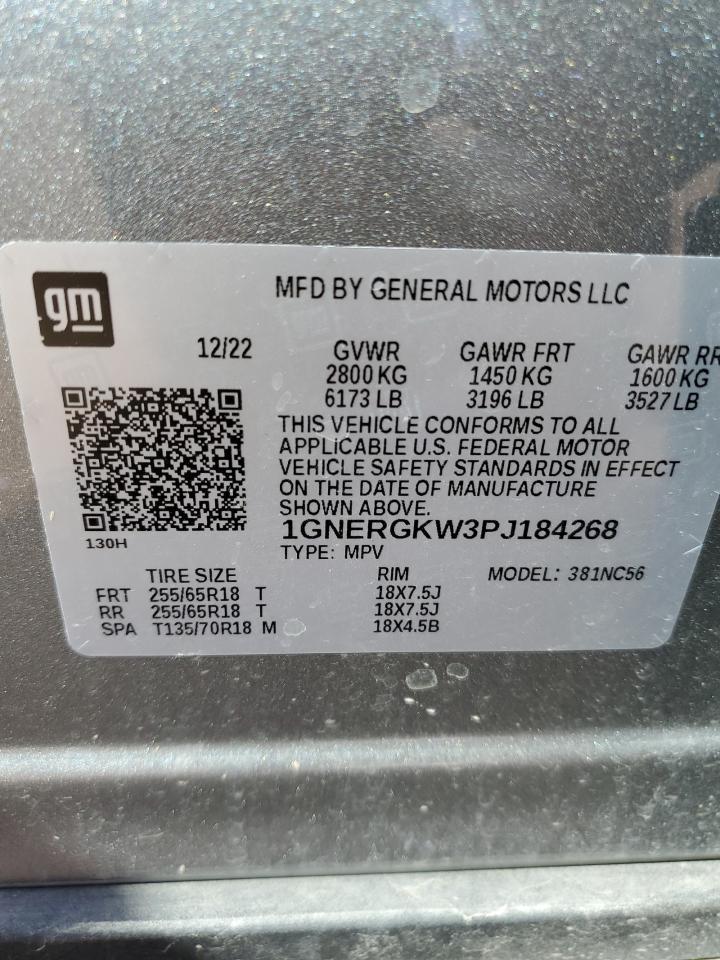 gm
MFD BY GENERAL MOTORS LLC
12/22 GVWR GAWR FRT GAWR RR
2800 KG 1450 KG 1600 KG
6173 LB 3196 LB 3527 LB
THIS VEHICLE CONFORMS TO ALL
APPLICABLE U.S. FEDERAL MOTOR
VEHICLE SAFETY STANDARDS IN EFFECT
ON THE DATE OF MANUFACTURE
SHOWN ABOVE.
1GNERGKW3PJ184268
130H
TYPE: MPV
TIRE SIZE RIM MODEL: 381NC56
FRT 255/65R18 T 18X7.5J
RR 255/65R18 T 18X7.5J
SPA T135/70R18 M 18X4.5B